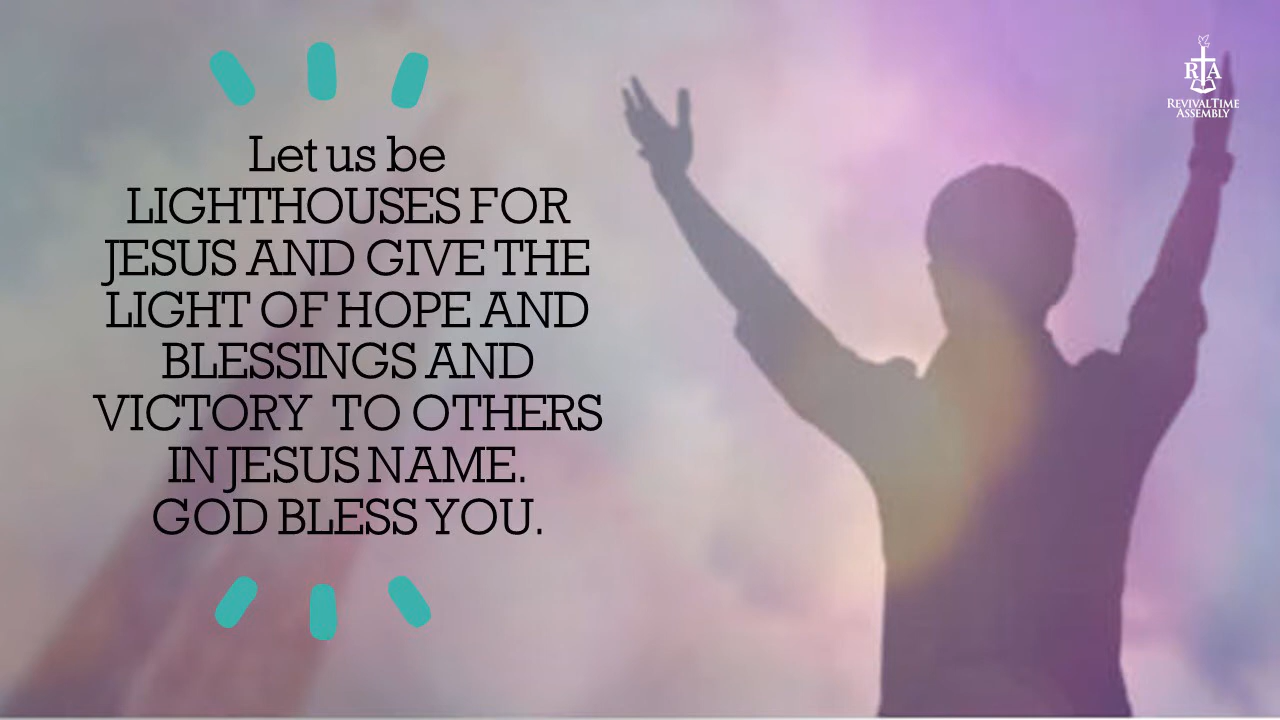 Let us be
LIGHTHOUSES FOR
JESUS AND GIVE THE
LIGHT OF HOPE AND
BLESSINGS AND
VICTORY TO OTHERS
IN JESUS NAME.
GOD BLESS YOU.
RTA
REVIVALTIME
ASSEMBLY